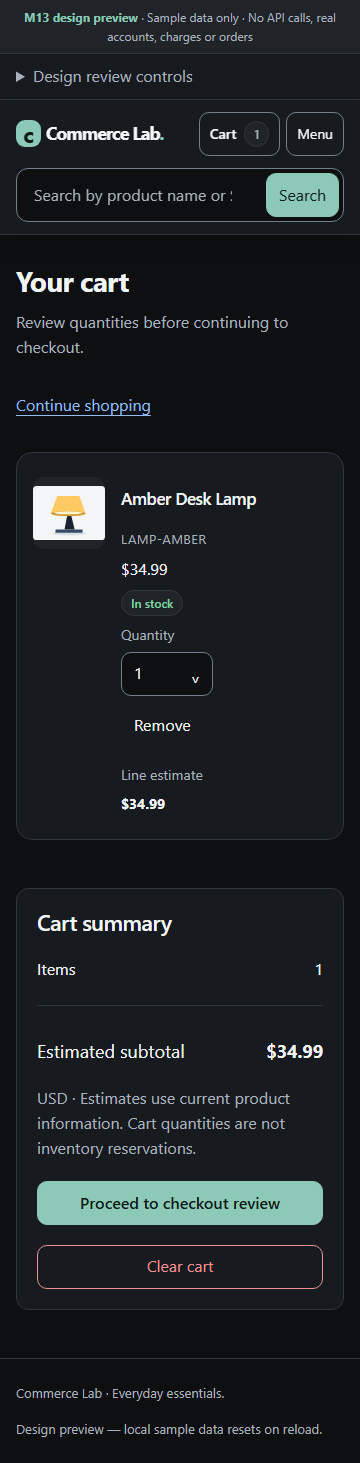 M13 design preview · Sample data only · No API calls, real
accounts, charges or orders
Design review controls
c Commerce Lab.
Cart 1
Menu
Search by product name or
Search
Your cart
Review quantities before continuing to
checkout.
Continue shopping
Amber Desk Lamp
LAMP-AMBER
$34.99
In stock
Quantity
1 v
Remove
Line estimate
$34.99
Cart summary
Items 1
Estimated subtotal $34.99
USD · Estimates use current product
information. Cart quantities are not
inventory reservations.
Proceed to checkout review
Clear cart
Commerce Lab · Everyday essentials.
Design preview — local sample data resets on reload.